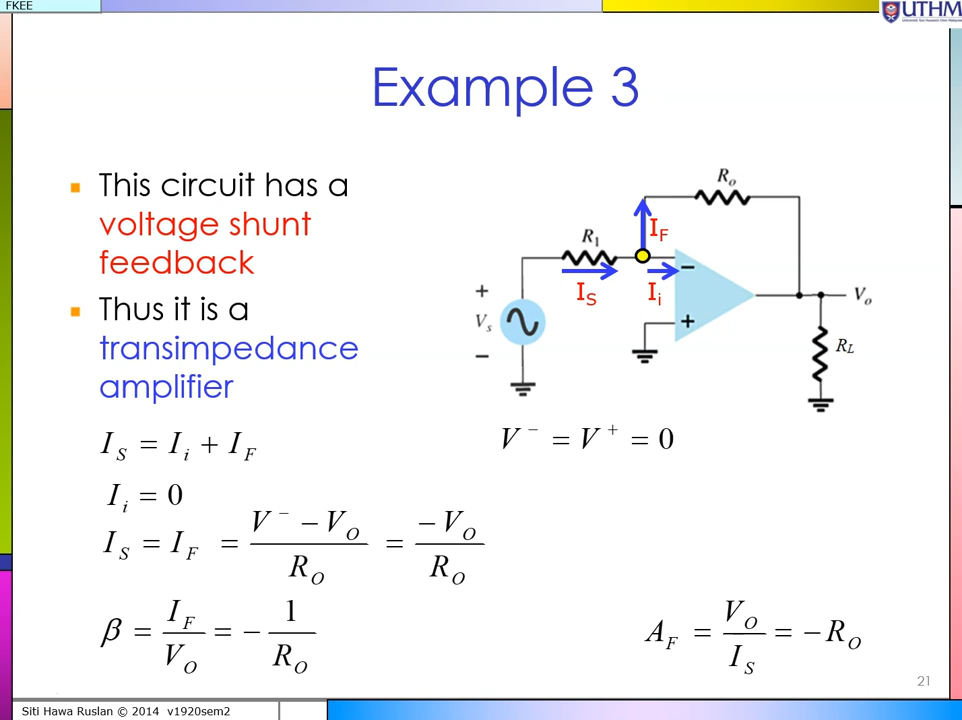 FKEE
UTHM
Example 3
This circuit has a
voltage shunt
feedback
Thus it is a
transimpedance
amplifier
R_o
I_F
R_1
I_S
I_i
−
+
+
V_s
−
V_o
R_L
I_S = I_i + I_F
V^− = V^+ = 0
I_i = 0
I_S = I_F = (V^− − V_O) / R_O = −V_O / R_O
β = I_F / V_O = − 1 / R_O
A_F = V_O / I_S = −R_O
21
Siti Hawa Ruslan © 2014 v1920sem2